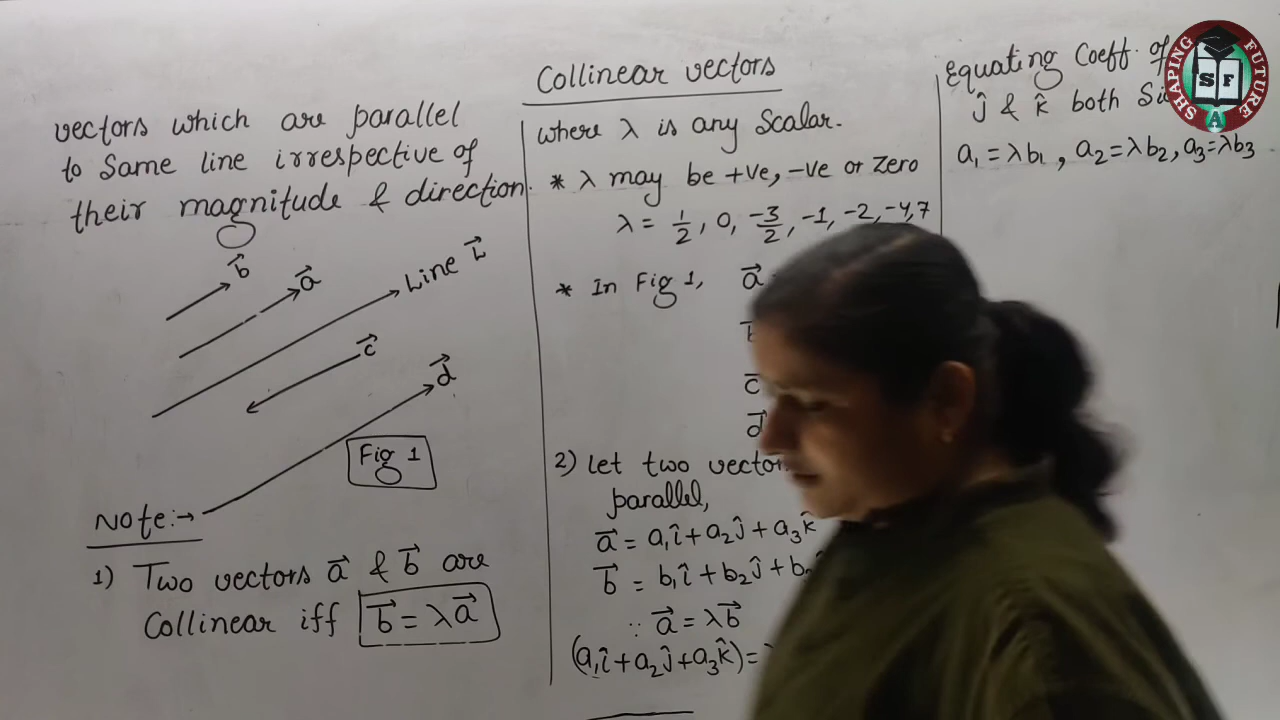 Collinear vectors
vectors which are parallel
to Same line irrespective of
their magnitude & direction.
b⃗
a⃗
Line L⃗
c⃗
d⃗
Fig 1
Note:→
1) Two vectors a⃗ & b⃗ are
Collinear iff b⃗ = λa⃗
where λ is any Scalar.
* λ may be +ve, -ve or zero
λ = 1/2, 0, -3/2, -1, -2, -4, 7
* In Fig 1, a⃗
c⃗
d⃗
2) Let two
parallel,
a⃗ = a₁î + a₂ĵ + a₃k̂
b⃗ = b₁î + b₂ĵ +
∵ a⃗ = λb⃗
(a₁î + a₂ĵ + a₃k̂) =
equating Coeff. of
ĵ & k̂ both
a₁ = λb₁, a₂ = λb₂, a₃ = λb₃
SHAPING FUTURE
S F
A